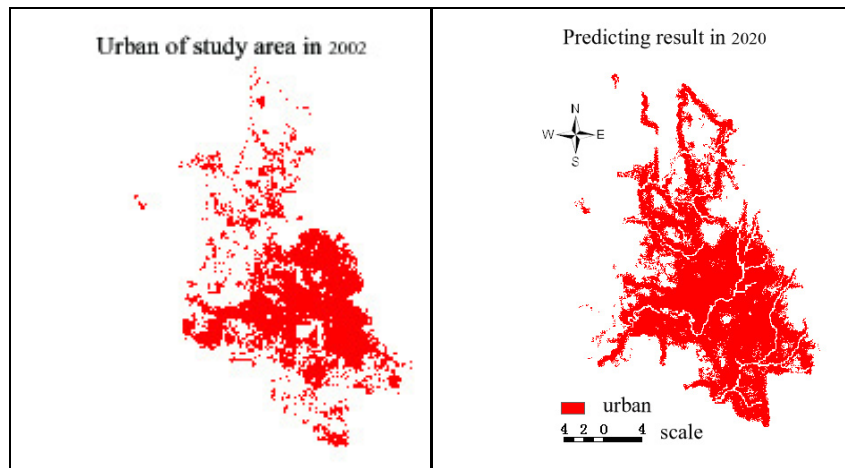 Urban of study area in 2002
Predicting result in 2020
N
W E
S
urban
4 2 0 4 scale